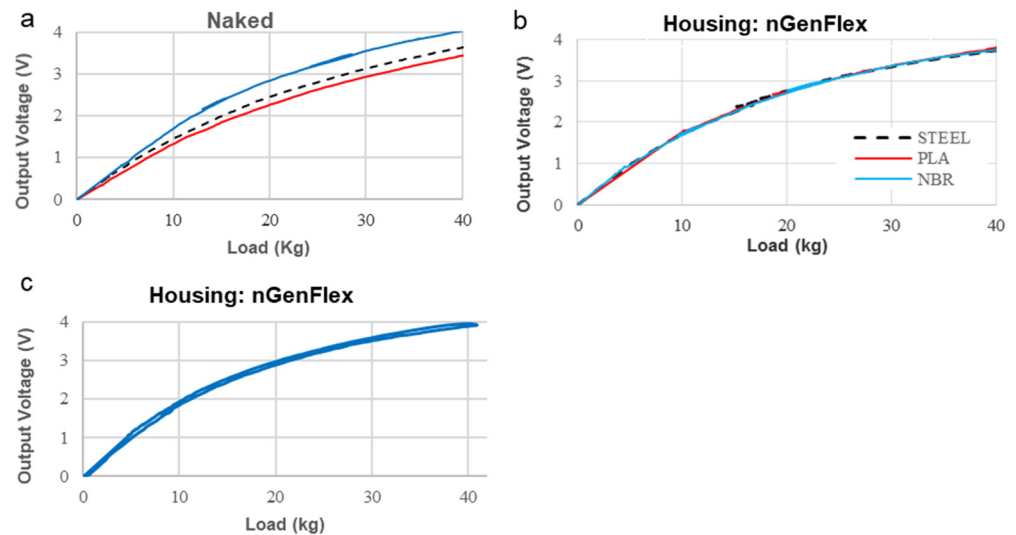 a
Naked
Output Voltage (V)
4
3
2
1
0
0 10 20 30 40
Load (Kg)
b
Housing: nGenFlex
Output Voltage (V)
4
3
2
1
0
STEEL
PLA
NBR
0 10 20 30 40
Load (kg)
c
Housing: nGenFlex
Output Voltage (V)
4
3
2
1
0
0 10 20 30 40
Load (kg)